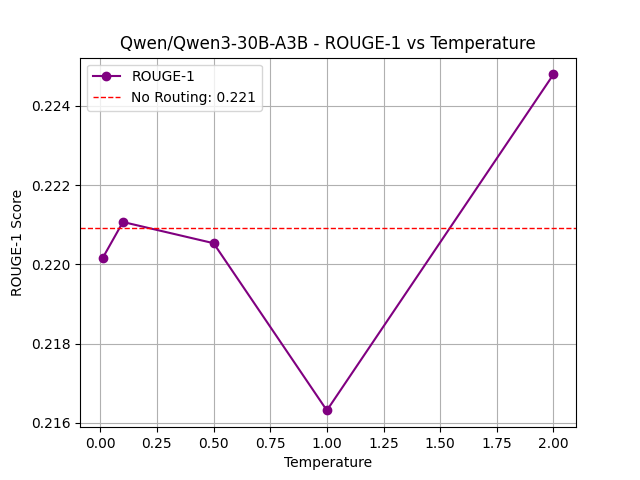 Qwen/Qwen3-30B-A3B - ROUGE-1 vs Temperature
ROUGE-1
No Routing: 0.221
ROUGE-1 Score
0.224
0.222
0.220
0.218
0.216
0.00 0.25 0.50 0.75 1.00 1.25 1.50 1.75 2.00
Temperature